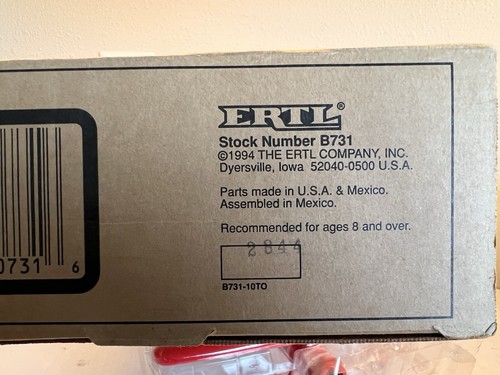 ERTL®
Stock Number B731
©1994 THE ERTL COMPANY, INC.
Dyersville, Iowa 52040-0500 U.S.A.
Parts made in U.S.A. & Mexico.
Assembled in Mexico.
Recommended for ages 8 and over.
2844
B731-10TO
0731 6